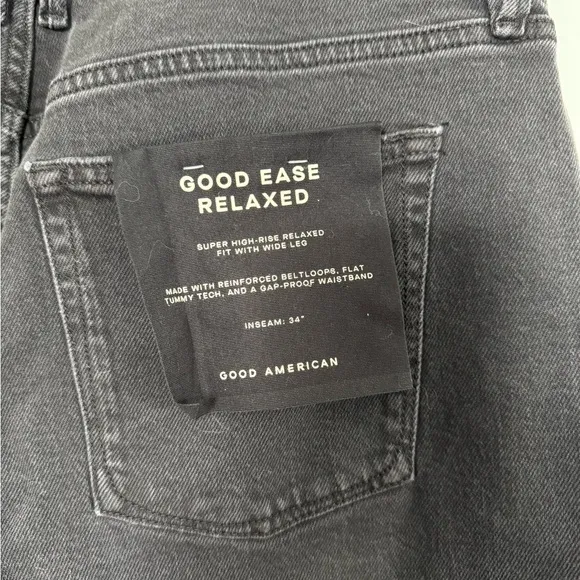 GOOD EASE
RELAXED
SUPER HIGH-RISE RELAXED
FIT WITH WIDE LEG
MADE WITH REINFORCED BELTLOOPS, FLAT
TUMMY TECH, AND A GAP-PROOF WAISTBAND
INSEAM: 34"
GOOD AMERICAN